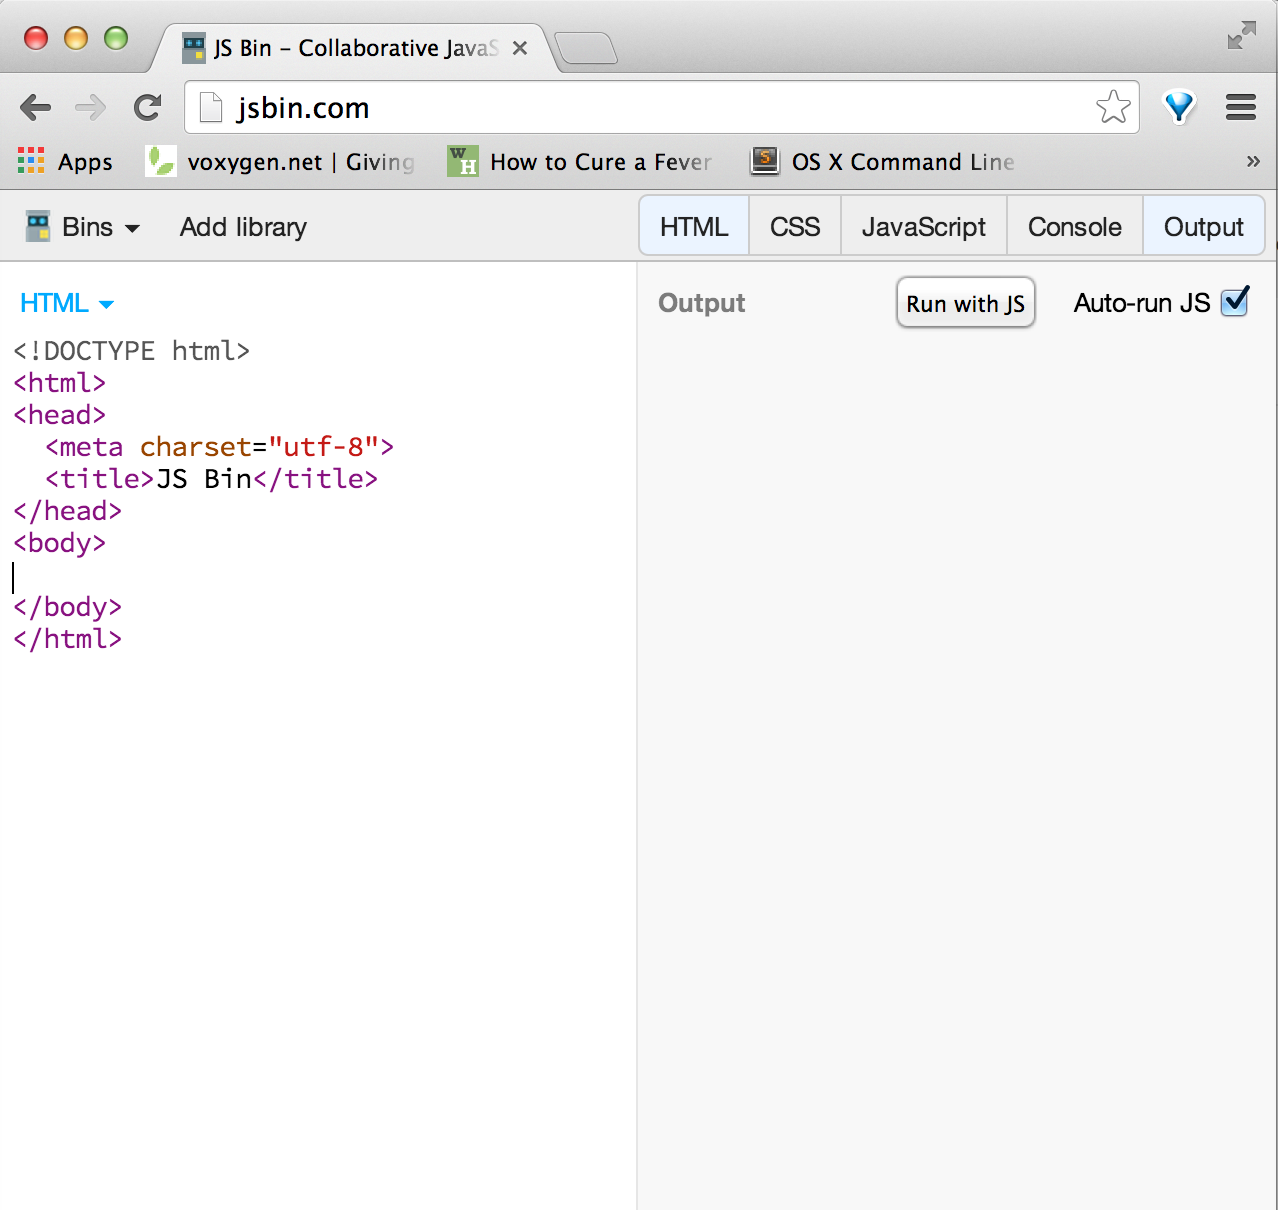 JS Bin – Collaborative JavaS
jsbin.com
Apps voxygen.net | Giving How to Cure a Fever OS X Command Line »
Bins Add library HTML CSS JavaScript Console Output
HTML Output Run with JS Auto-run JS
<!DOCTYPE html>
<html>
<head>
  <meta charset="utf-8">
  <title>JS Bin</title>
</head>
<body>
</body>
</html>